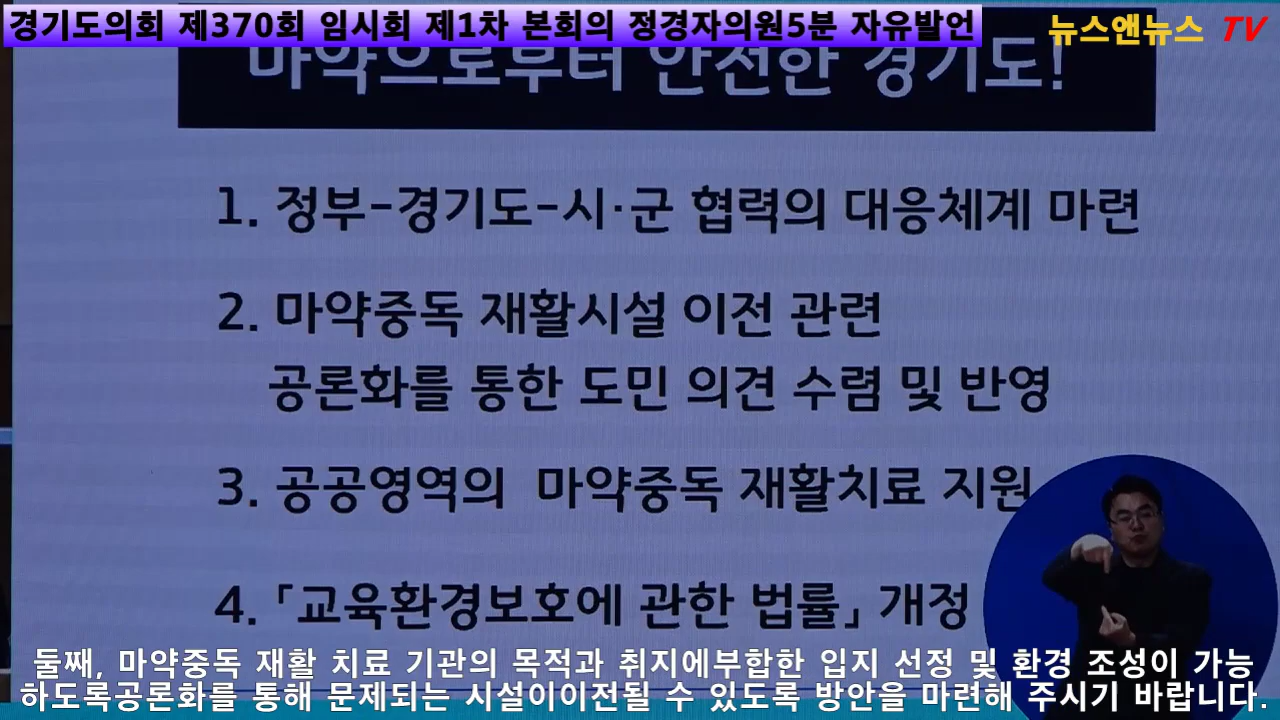 경기도의회 제370회 임시회 제1차 본회의 정경자의원5분 자유발언
뉴스앤뉴스 TV
마약으로부터 안전한 경기도!
1. 정부-경기도-시·군 협력의 대응체계 마련
2. 마약중독 재활시설 이전 관련
공론화를 통한 도민 의견 수렴 및 반영
3. 공공영역의 마약중독 재활치료 지원
4. 「교육환경보호에 관한 법률」 개정
둘째, 마약중독 재활 치료 기관의 목적과 취지에부합한 입지 선정 및 환경 조성이 가능
하도록공론화를 통해 문제되는 시설이이전될 수 있도록 방안을 마련해 주시기 바랍니다.